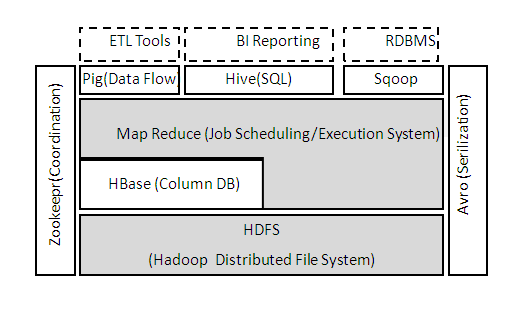 ETL Tools
BI Reporting
RDBMS
Pig(Data Flow)
Hive(SQL)
Sqoop
Zookeepr(Coordination)
Map Reduce (Job Scheduling/Execution System)
HBase (Column DB)
HDFS
(Hadoop Distributed File System)
Avro (Serilization)